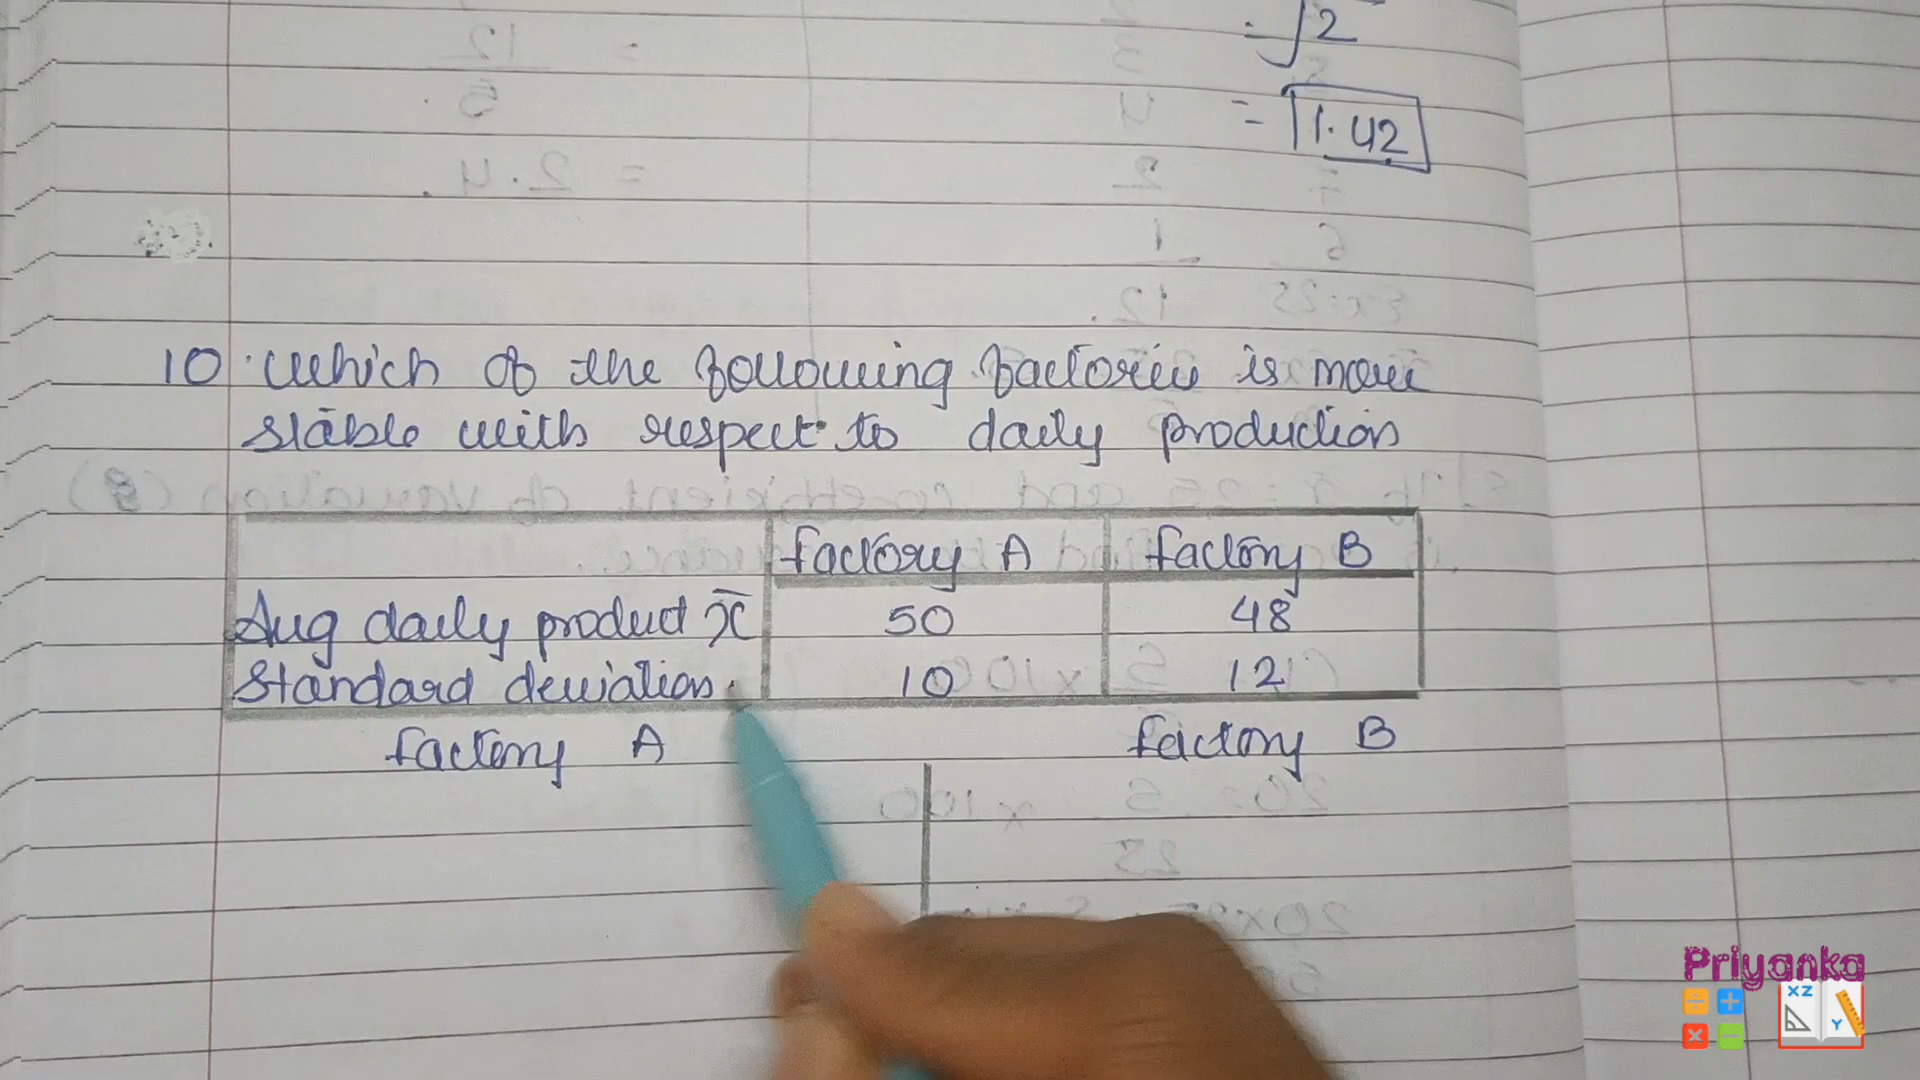 = √2
= 1.42
10. Which of the following factories is more
stable with respect to daily production
factory A factory B
Avg daily product x̄ 50 48
Standard deviation. 10 12
factory A factory B
Priyanka
XZ
Y